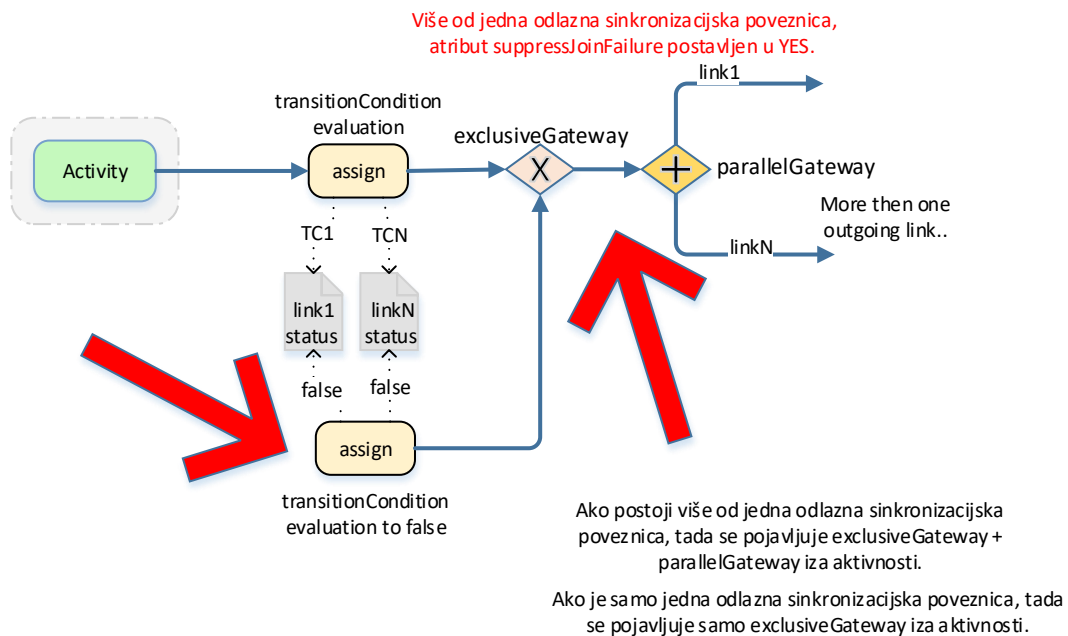 Više od jedna odlazna sinkronizacijska poveznica,
atribut suppressJoinFailure postavljen u YES.
link1
transitionCondition
evaluation
exclusiveGateway
Activity
assign
X
parallelGateway
More then one
outgoing link..
linkN
TC1
TCN
link1
status
linkN
status
false
false
assign
transitionCondition
evaluation to false
Ako postoji više od jedna odlazna sinkronizacijska
poveznica, tada se pojavljuje exclusiveGateway +
parallelGateway iza aktivnosti.
Ako je samo jedna odlazna sinkronizacijska poveznica, tada
se pojavljuje samo exclusiveGateway iza aktivnosti.